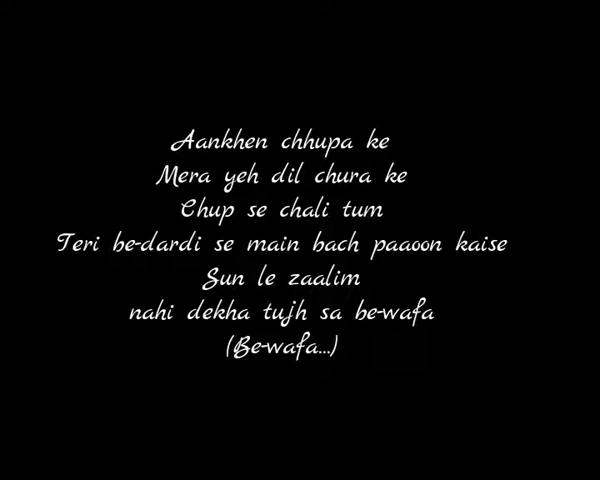 Aankhen chhupa ke
Mera yeh dil chura ke
Chup se chali tum
Teri be-dardi se main bach paaoon kaise
Sun le zaalim
nahi dekha tujh sa be-wafa
(Be-wafa...)